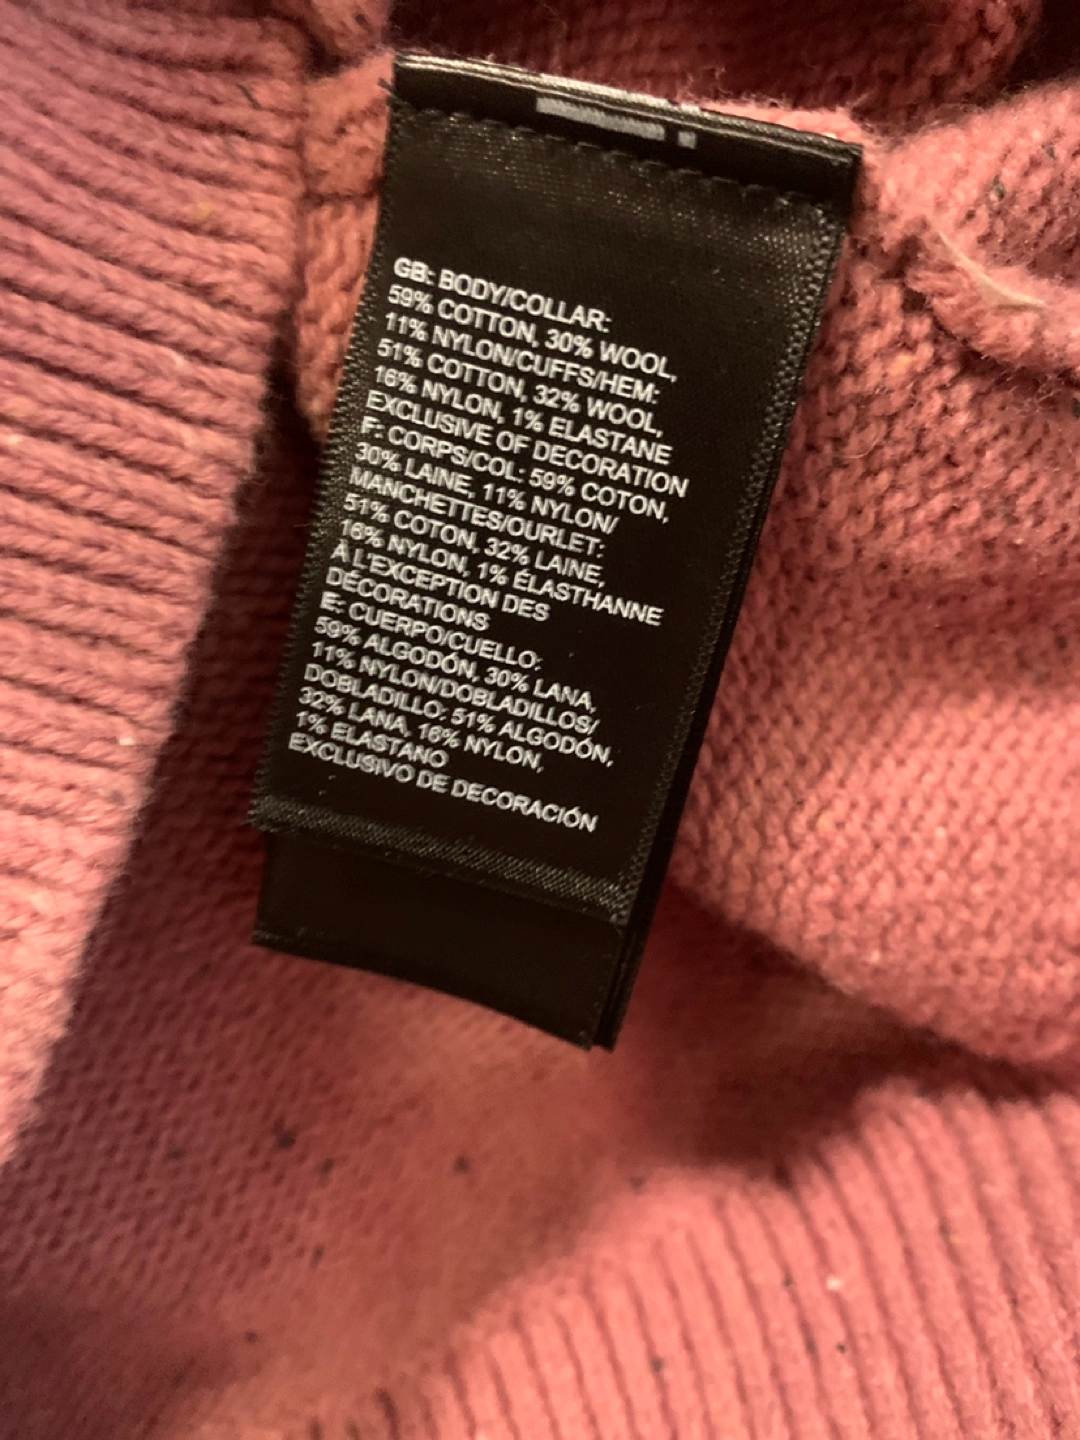 GB: BODY/COLLAR:
59% COTTON, 30% WOOL,
11% NYLON/CUFFS/HEM:
51% COTTON, 32% WOOL,
16% NYLON, 1% ELASTANE
EXCLUSIVE OF DECORATION
F: CORPS/COL: 59% COTON,
30% LAINE, 11% NYLON/
MANCHETTES/OURLET:
51% COTON, 32% LAINE,
16% NYLON, 1% ÉLASTHANNE
À L'EXCEPTION DES
DÉCORATIONS
E: CUERPO/CUELLO:
59% ALGODÓN, 30% LANA,
11% NYLON/DOBLADILLOS/
DOBLADILLO: 51% ALGODÓN,
32% LANA, 16% NYLON,
1% ELASTANO
EXCLUSIVO DE DECORACIÓN